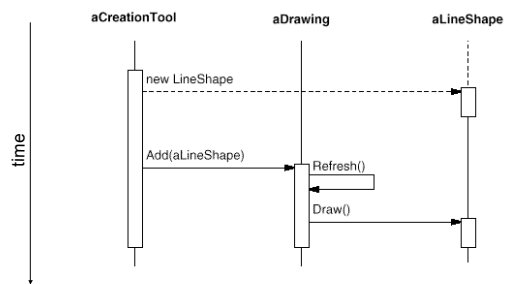 aCreationTool
aDrawing
aLineShape
new LineShape
Add(aLineShape)
Refresh()
Draw()
time